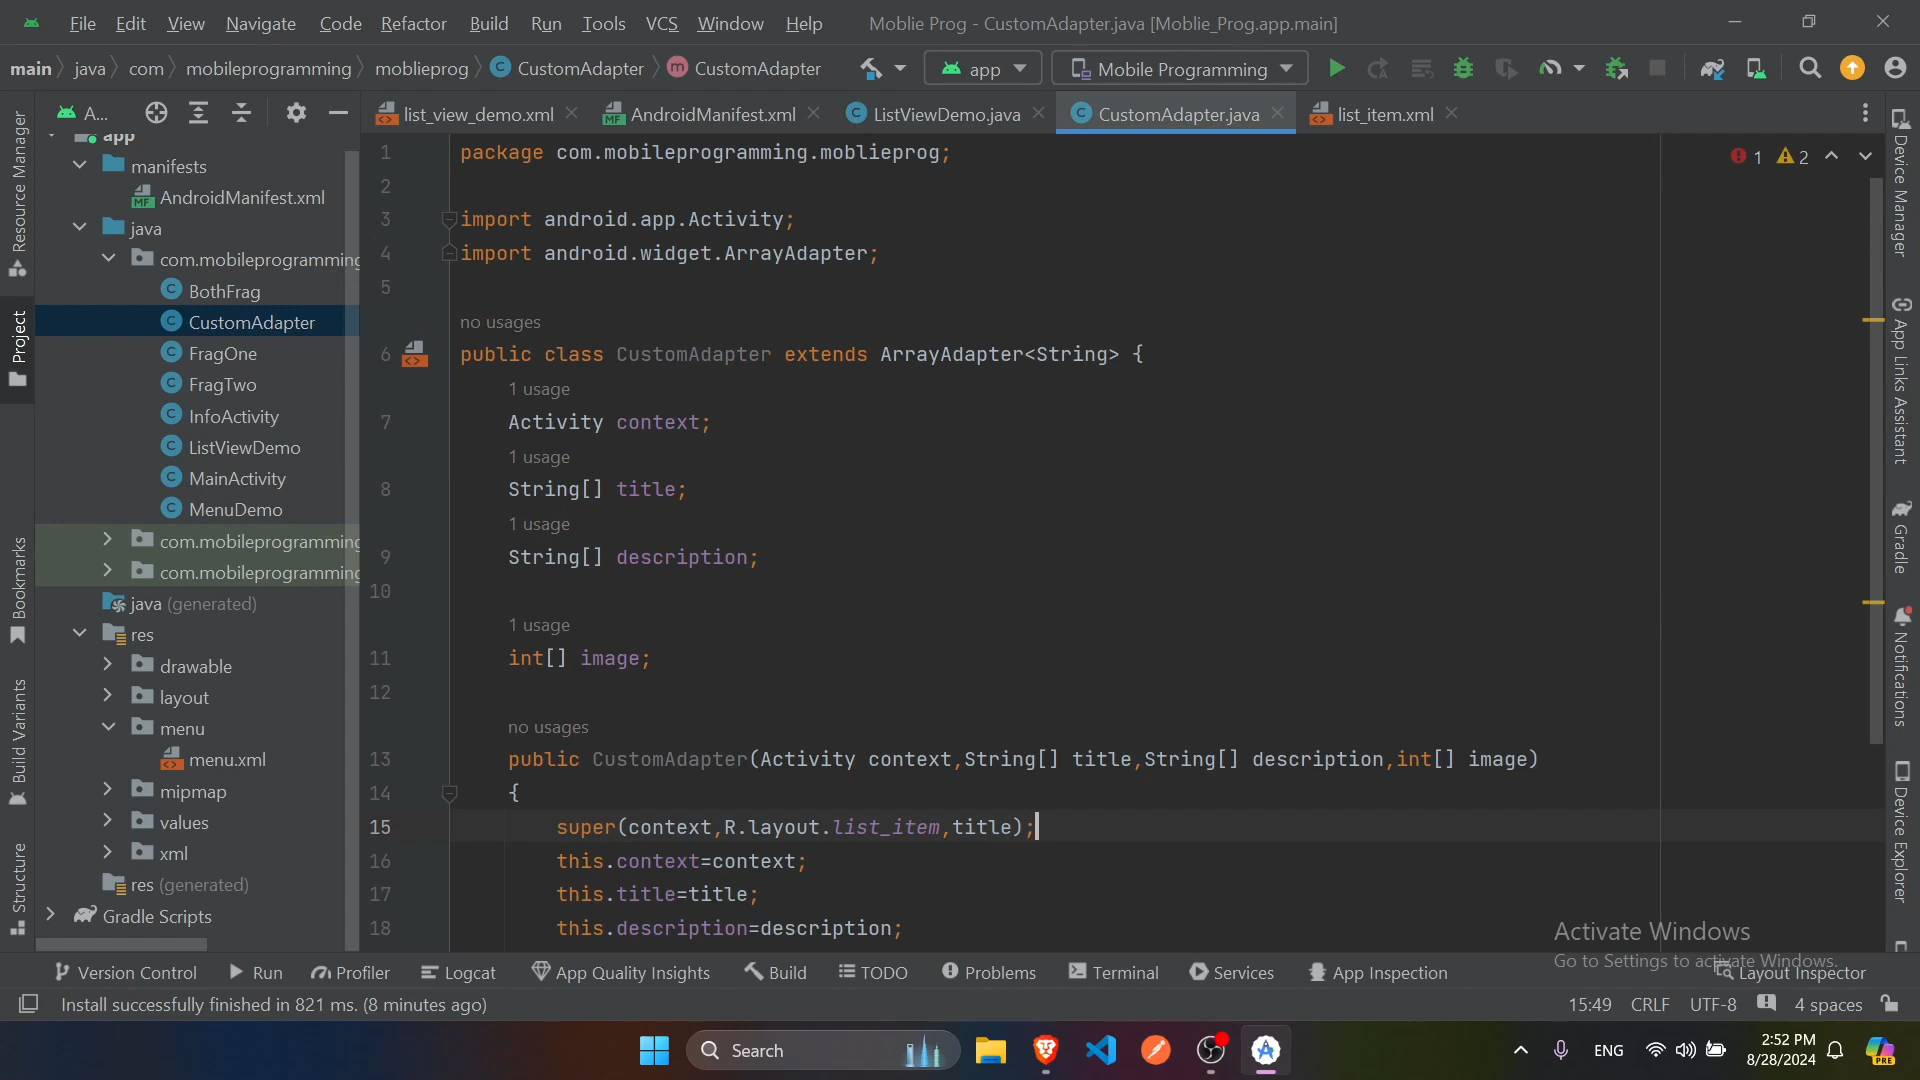 File Edit View Navigate Code Refactor Build Run Tools VCS Window Help Moblie Prog - CustomAdapter.java [Moblie_Prog.app.main]
main java com mobileprogramming moblieprog CustomAdapter CustomAdapter app Mobile Programming
A...
list_view_demo.xml AndroidManifest.xml ListViewDemo.java CustomAdapter.java list_item.xml
Resource Manager
Project
Bookmarks
Build Variants
Structure
app
manifests
AndroidManifest.xml
java
com.mobileprogramming
BothFrag
CustomAdapter
FragOne
FragTwo
InfoActivity
ListViewDemo
MainActivity
MenuDemo
com.mobileprogramming
com.mobileprogramming
java (generated)
res
drawable
layout
menu
menu.xml
mipmap
values
xml
res (generated)
Gradle Scripts
1 package com.mobileprogramming.moblieprog;
2
3 import android.app.Activity;
4 import android.widget.ArrayAdapter;
5
no usages
6 public class CustomAdapter extends ArrayAdapter<String> {
1 usage
7 Activity context;
1 usage
8 String[] title;
1 usage
9 String[] description;
10
1 usage
11 int[] image;
12
no usages
13 public CustomAdapter(Activity context,String[] title,String[] description,int[] image)
14 {
15 super(context,R.layout.list_item,title);
16 this.context=context;
17 this.title=title;
18 this.description=description;
1 2
Device Manager
App Links Assistant
Gradle
Notifications
Device Explorer
Activate Windows
Go to Settings to activate Windows.
Version Control Run Profiler Logcat App Quality Insights Build TODO Problems Terminal Services App Inspection Layout Inspector
Install successfully finished in 821 ms. (8 minutes ago) 15:49 CRLF UTF-8 4 spaces
Search ENG 2:52 PM
8/28/2024
PRE